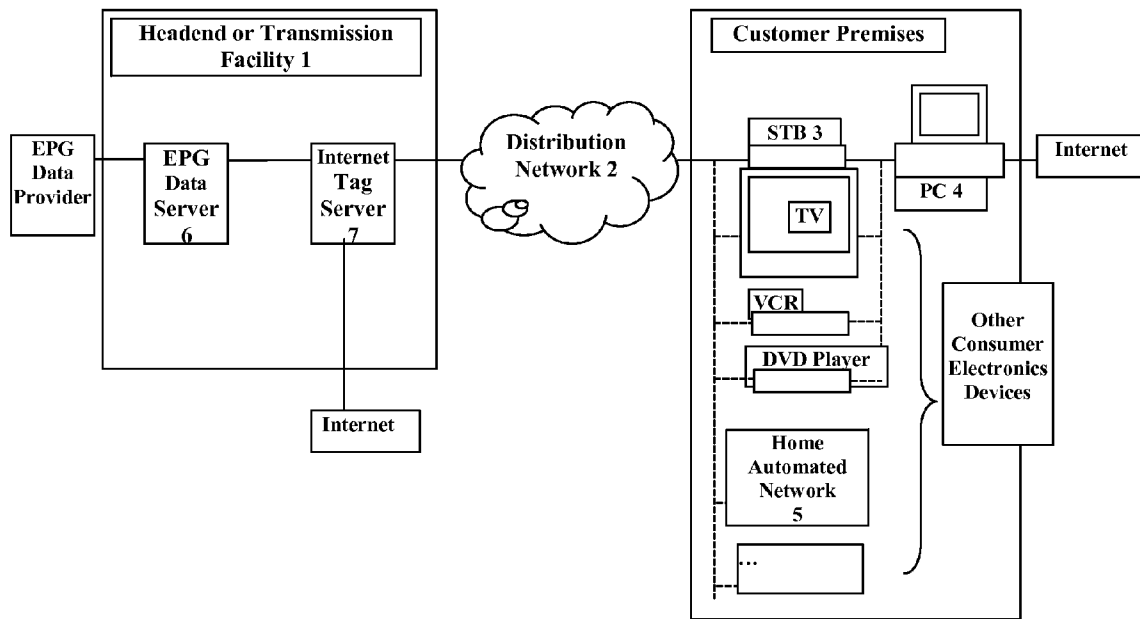 Headend or Transmission
Facility 1
EPG
Data
Provider
EPG
Data
Server
6
Internet
Tag
Server
7
Internet
Distribution
Network 2
Customer Premises
STB 3
TV
PC 4
Internet
VCR
DVD Player
Home
Automated
Network
5
...
Other
Consumer
Electronics
Devices